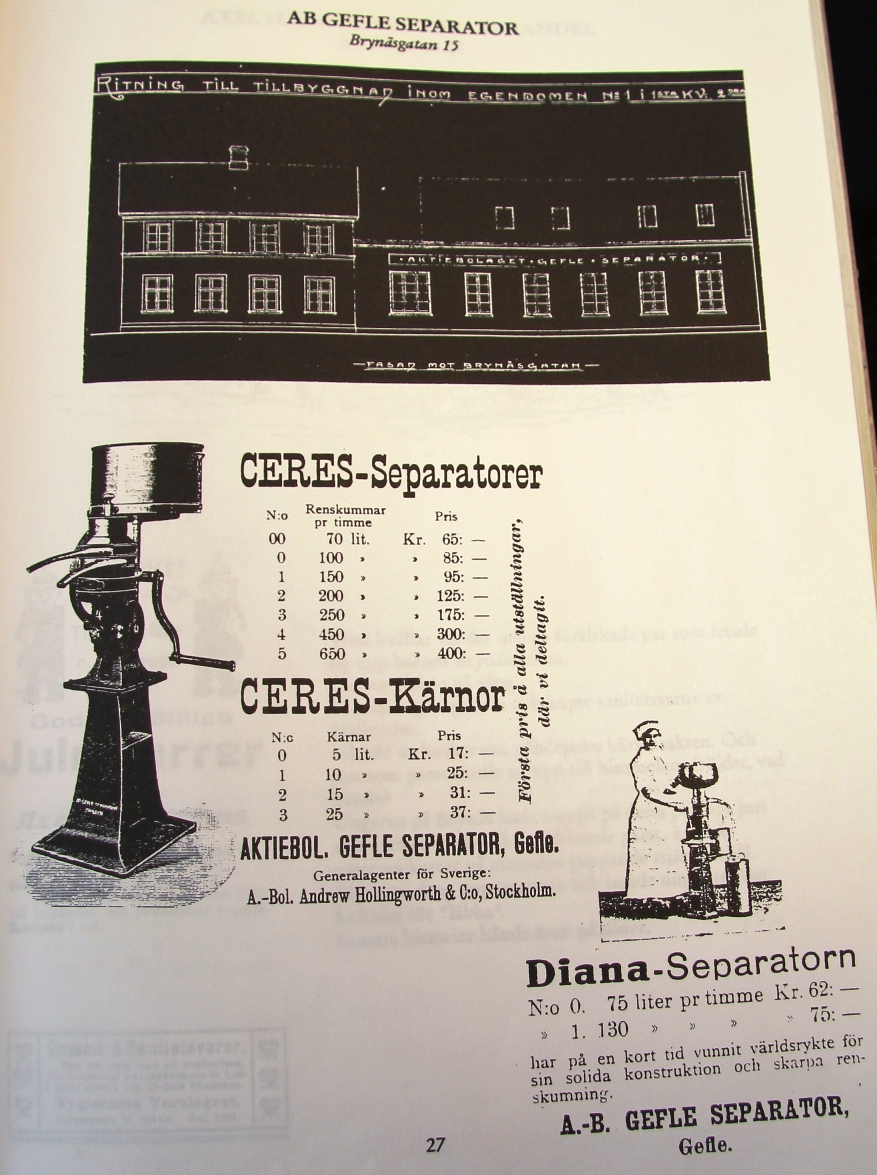 AB GEFLE SEPARATOR
Brynäsgatan 15
RITNING TILL TILLBYGGNAD INOM EGENDOMEN No 1 I 1STA KV. 2DRA
AKTIEBOLAGET · GEFLE · SEPARATOR ·
—FASAD MOT BRYNÄSGATAN—
CERES-Separatorer
N:o Renskummar pr timme Pris
00 70 lit. Kr. 65: —
0 100 » » 85: —
1 150 » » 95: —
2 200 » » 125: —
3 250 » » 175: —
4 450 » » 300: —
5 650 » » 400: —
Första pris å alla utställningar,
där vi deltagit.
CERES-Kärnor
N:o Kärnar Pris
0 5 lit. Kr. 17: —
1 10 » » 25: —
2 15 » » 31: —
3 25 » » 37: —
AKTIEBOL. GEFLE SEPARATOR, Gefle.
Generalagenter för Sverige:
A.-Bol. Andrew Hollingworth & C:o, Stockholm.
Diana-Separatorn
N:o 0. 75 liter pr timme Kr. 62: —
» 1. 130 » » » » 75: —
har på en kort tid vunnit världsrykte för
sin solida konstruktion och skarpa ren-
skumning.
A.-B. GEFLE SEPARATOR,
Gefle.
27